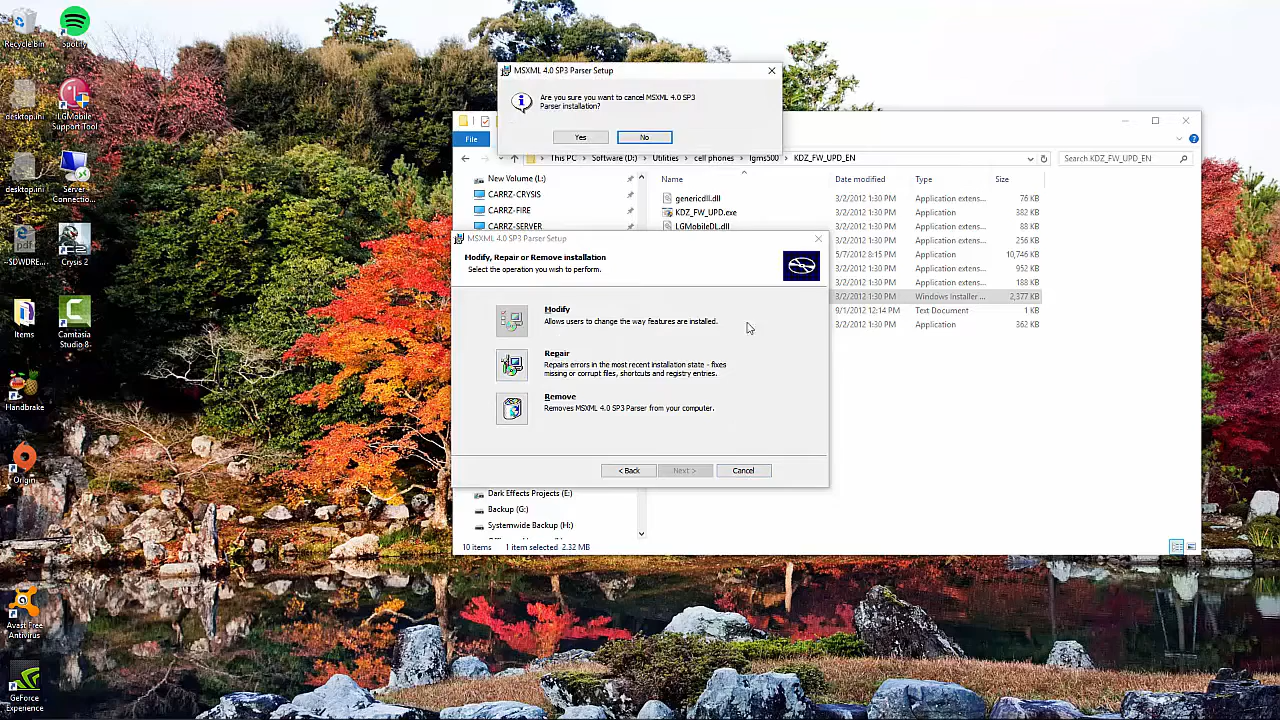 Recycle Bin
Spotify
desktop.ini
LGMobile
Support Tool
desktop.ini
Server -
Connectio...
pdf
~SDWDRE...
Crysis 2
Items
Camtasia
Studio 8
Handbrake
Origin
Avast Free
Antivirus
GeForce
Experience
MSXML 4.0 SP3 Parser Setup
Are you sure you want to cancel MSXML 4.0 SP3
Parser installation?
Yes
No
File
This PC
Software (D:)
Utilities
cell phones
lgms500
KDZ_FW_UPD_EN
Search KDZ_FW_UPD_EN
New Volume (L:)
CARRZ-CRYSIS
CARRZ-FIRE
CARRZ-SERVER
Name
Date modified
Type
Size
genericdll.dll
3/2/2012 1:30 PM
Application extens...
76 KB
KDZ_FW_UPD.exe
3/2/2012 1:30 PM
Application
382 KB
LGMobileDL.dll
3/2/2012 1:30 PM
Application extens...
88 KB
3/2/2012 1:30 PM
Application extens...
256 KB
5/7/2012 8:15 PM
Application
10,746 KB
3/2/2012 1:30 PM
Application extens...
952 KB
3/2/2012 1:30 PM
Application extens...
188 KB
3/2/2012 1:30 PM
Windows Installer ...
2,377 KB
9/1/2012 12:14 PM
Text Document
1 KB
3/2/2012 1:30 PM
Application
362 KB
MSXML 4.0 SP3 Parser Setup
Modify, Repair or Remove installation
Select the operation you wish to perform.
Modify
Allows users to change the way features are installed.
Repair
Repairs errors in the most recent installation state - fixes
missing or corrupt files, shortcuts and registry entries.
Remove
Removes MSXML 4.0 SP3 Parser from your computer.
< Back
Next >
Cancel
Dark Effects Projects (E:)
Backup (G:)
Systemwide Backup (H:)
10 items
1 item selected
2.32 MB